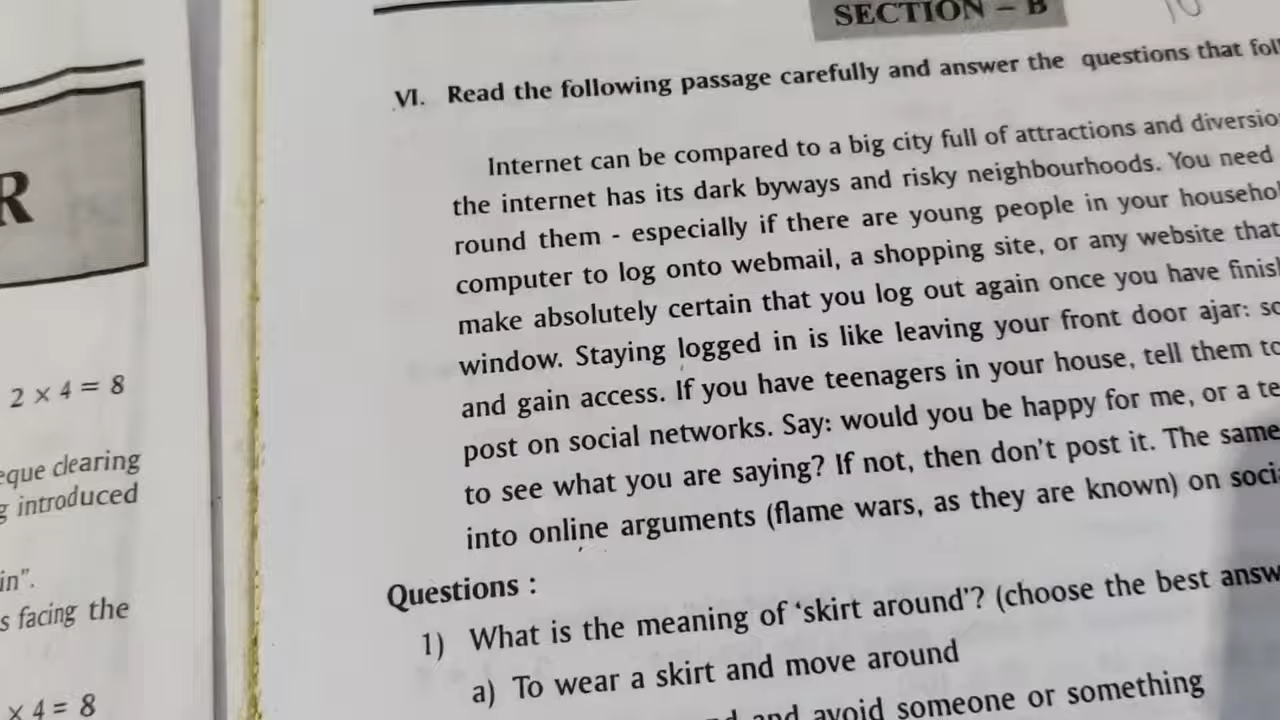 R
2 × 4 = 8
eque clearing
g introduced
in".
s facing the
× 4 = 8
SECTION – B
10
VI. Read the following passage carefully and answer the questions that foll
Internet can be compared to a big city full of attractions and diversio
the internet has its dark byways and risky neighbourhoods. You need
round them - especially if there are young people in your househol
computer to log onto webmail, a shopping site, or any website that
make absolutely certain that you log out again once you have finish
window. Staying logged in is like leaving your front door ajar: so
and gain access. If you have teenagers in your house, tell them to
post on social networks. Say: would you be happy for me, or a te
to see what you are saying? If not, then don't post it. The same
into online arguments (flame wars, as they are known) on soci
Questions :
1) What is the meaning of 'skirt around'? (choose the best answ
a) To wear a skirt and move around
and avoid someone or something